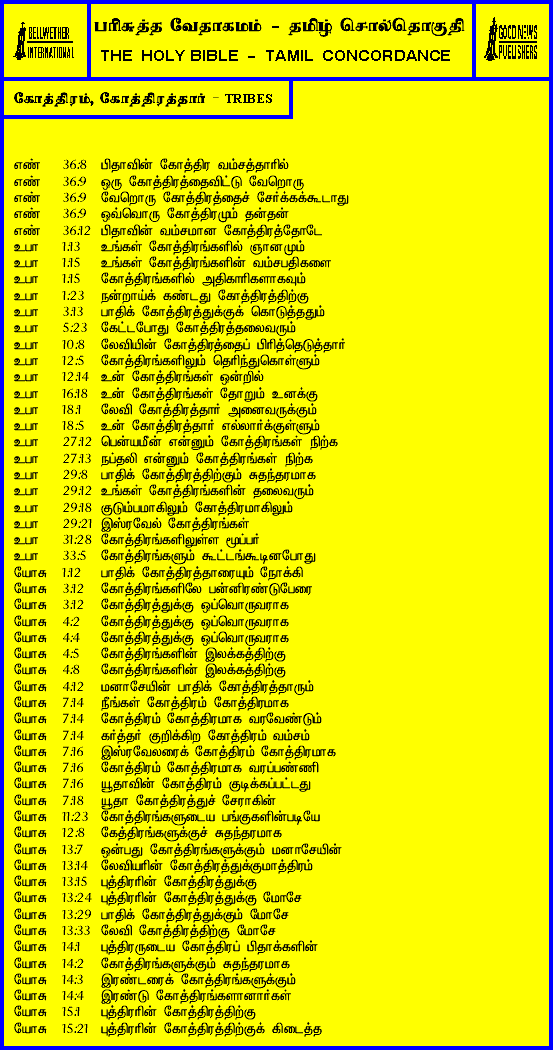 BELLWETHER
INTERNATIONAL
பரிசுத்த வேதாகமம் - தமிழ் சொல்தொகுதி
THE HOLY BIBLE - TAMIL CONCORDANCE
GOOD NEWS
PUBLISHERS
கோத்திரம், கோத்திரத்தார் - TRIBES
எண் 36:8 பிதாவின் கோத்திர வம்சத்தாரில்
எண் 36:9 ஒரு கோத்திரத்தைவிட்டு வேறொரு
எண் 36:9 வேறொரு கோத்திரத்தைச் சேர்க்கக்கூடாது
எண் 36:9 ஒவ்வொரு கோத்திரமும் தன்தன்
எண் 36:12 பிதாவின் வம்சமான கோத்திரத்தோடே
உபா 1:13 உங்கள் கோத்திரங்களில் ஞானமும்
உபா 1:15 உங்கள் கோத்திரங்களின் வம்சபதிகளை
உபா 1:15 கோத்திரங்களில் அதிகாரிகளாகவும்
உபா 1:23 நன்றாய்க் கண்டது கோத்திரத்திற்கு
உபா 3:13 பாதிக் கோத்திரத்துக்குக் கொடுத்ததும்
உபா 5:23 கேட்டபோது கோத்திரத்தலைவரும்
உபா 10:8 லேவியின் கோத்திரத்தைப் பிரித்தெடுத்தார்
உபா 12:5 கோத்திரங்களிலும் தெரிந்துகொள்ளும்
உபா 12:14 உன் கோத்திரங்கள் ஒன்றில்
உபா 16:18 உன் கோத்திரங்கள் தோறும் உனக்கு
உபா 18:1 லேவி கோத்திரத்தார் அனைவருக்கும்
உபா 18:5 உன் கோத்திரத்தார் எல்லார்க்குள்ளும்
உபா 27:12 பென்யமீன் என்னும் கோத்திரங்கள் நிற்க
உபா 27:13 நப்தலி என்னும் கோத்திரங்கள் நிற்க
உபா 29:8 பாதிக் கோத்திரத்திற்கும் சுதந்தரமாக
உபா 29:12 உங்கள் கோத்திரங்களின் தலைவரும்
உபா 29:18 குடும்பமாகிலும் கோத்திரமாகிலும்
உபா 29:21 இஸ்ரவேல் கோத்திரங்கள்
உபா 31:28 கோத்திரங்களிலுள்ள மூப்பர்
உபா 33:5 கோத்திரங்களும் கூட்டங்கூடினபோது
யோசு 1:12 பாதிக் கோத்திரத்தாரையும் நோக்கி
யோசு 3:12 கோத்திரங்களிலே பன்னிரண்டுபேரை
யோசு 3:12 கோத்திரத்துக்கு ஒப்வொருவராக
யோசு 4:2 கோத்திரத்துக்கு ஒப்வொருவராக
யோசு 4:4 கோத்திரத்துக்கு ஒப்வொருவராக
யோசு 4:5 கோத்திரங்களின் இலக்கத்திற்கு
யோசு 4:8 கோத்திரங்களின் இலக்கத்திற்கு
யோசு 4:12 மனாசேயின் பாதிக் கோத்திரத்தாரும்
யோசு 7:14 நீங்கள் கோத்திரம் கோத்திரமாக
யோசு 7:14 கோத்திரம் கோத்திரமாக வரவேண்டும்
யோசு 7:14 கர்த்தர் குறிக்கிற கோத்திரம் வம்சம்
யோசு 7:16 இஸ்ரவேலரைக் கோத்திரம் கோத்திரமாக
யோசு 7:16 கோத்திரம் கோத்திரமாக வரப்பண்ணி
யோசு 7:16 யூதாவின் கோத்திரம் குடிக்கப்பட்டது
யோசு 7:18 யூதா கோத்திரத்துச் சேராகின்
யோசு 11:23 கோத்திரங்களுடைய பங்குகளின்படியே
யோசு 12:8 கேத்திரங்களுக்குச் சுதந்தரமாக
யோசு 13:7 ஒன்பது கோத்திரங்களுக்கும் மனாசேயின்
யோசு 13:14 லேவியரின் கோத்திரத்துக்குமாத்திரம்
யோசு 13:15 புத்திரரின் கோத்திரத்துக்கு
யோசு 13:24 புத்திரரின் கோத்திரத்துக்கு மோசே
யோசு 13:29 பாதிக் கோத்திரத்துக்கும் மோசே
யோசு 13:33 லேவி கோத்திரத்திற்கு மோசே
யோசு 14:1 புத்திரருடைய கோத்திரப் பிதாக்களின்
யோசு 14:2 கோத்திரங்களுக்கும் சுதந்தரமாக
யோசு 14:3 இரண்டரைக் கோத்திரங்களுக்கும்
யோசு 14:4 இரண்டு கோத்திரங்களானார்கள்
யோசு 15:1 புத்திரரின் கோத்திரத்திற்கு
யோசு 15:21 புத்திரரின் கோத்திரத்திற்குக் கிடைத்த